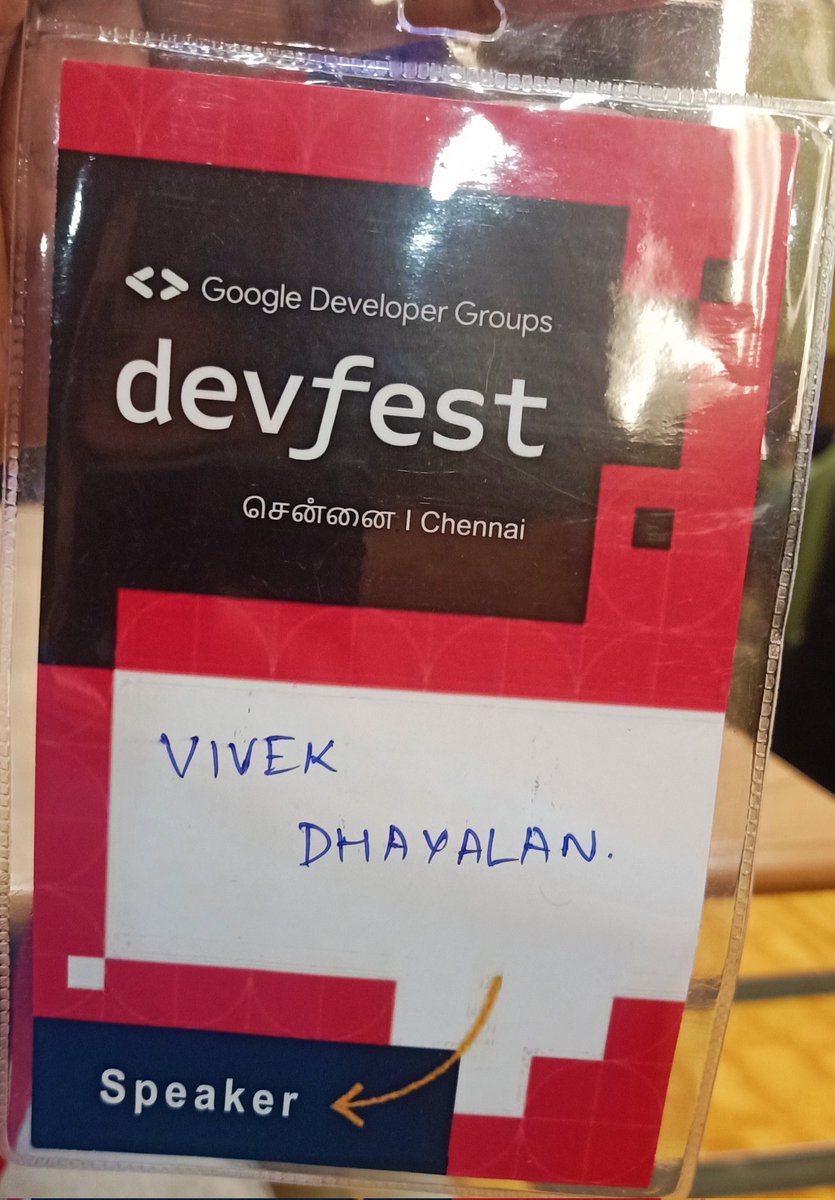 <> Google Developer Groups
devfest
சென்னை | Chennai
VIVEK
DHAYALAN.
Speaker